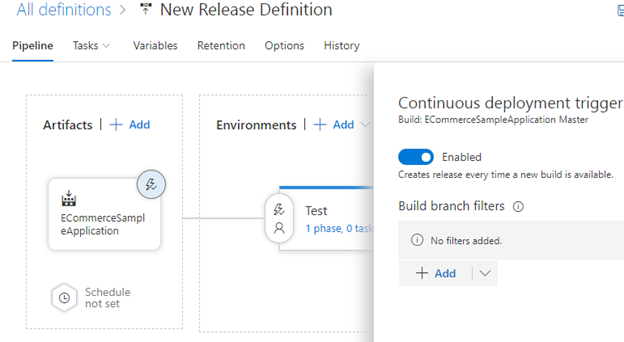 All definitions > New Release Definition
Pipeline Tasks Variables Retention Options History
Artifacts | + Add
Environments | + Add
ECommerceSampl
eApplication
Schedule
not set
Test
1 phase, 0 task
Continuous deployment trigger
Build: ECommerceSampleApplication Master
Enabled
Creates release every time a new build is available.
Build branch filters
No filters added.
+ Add